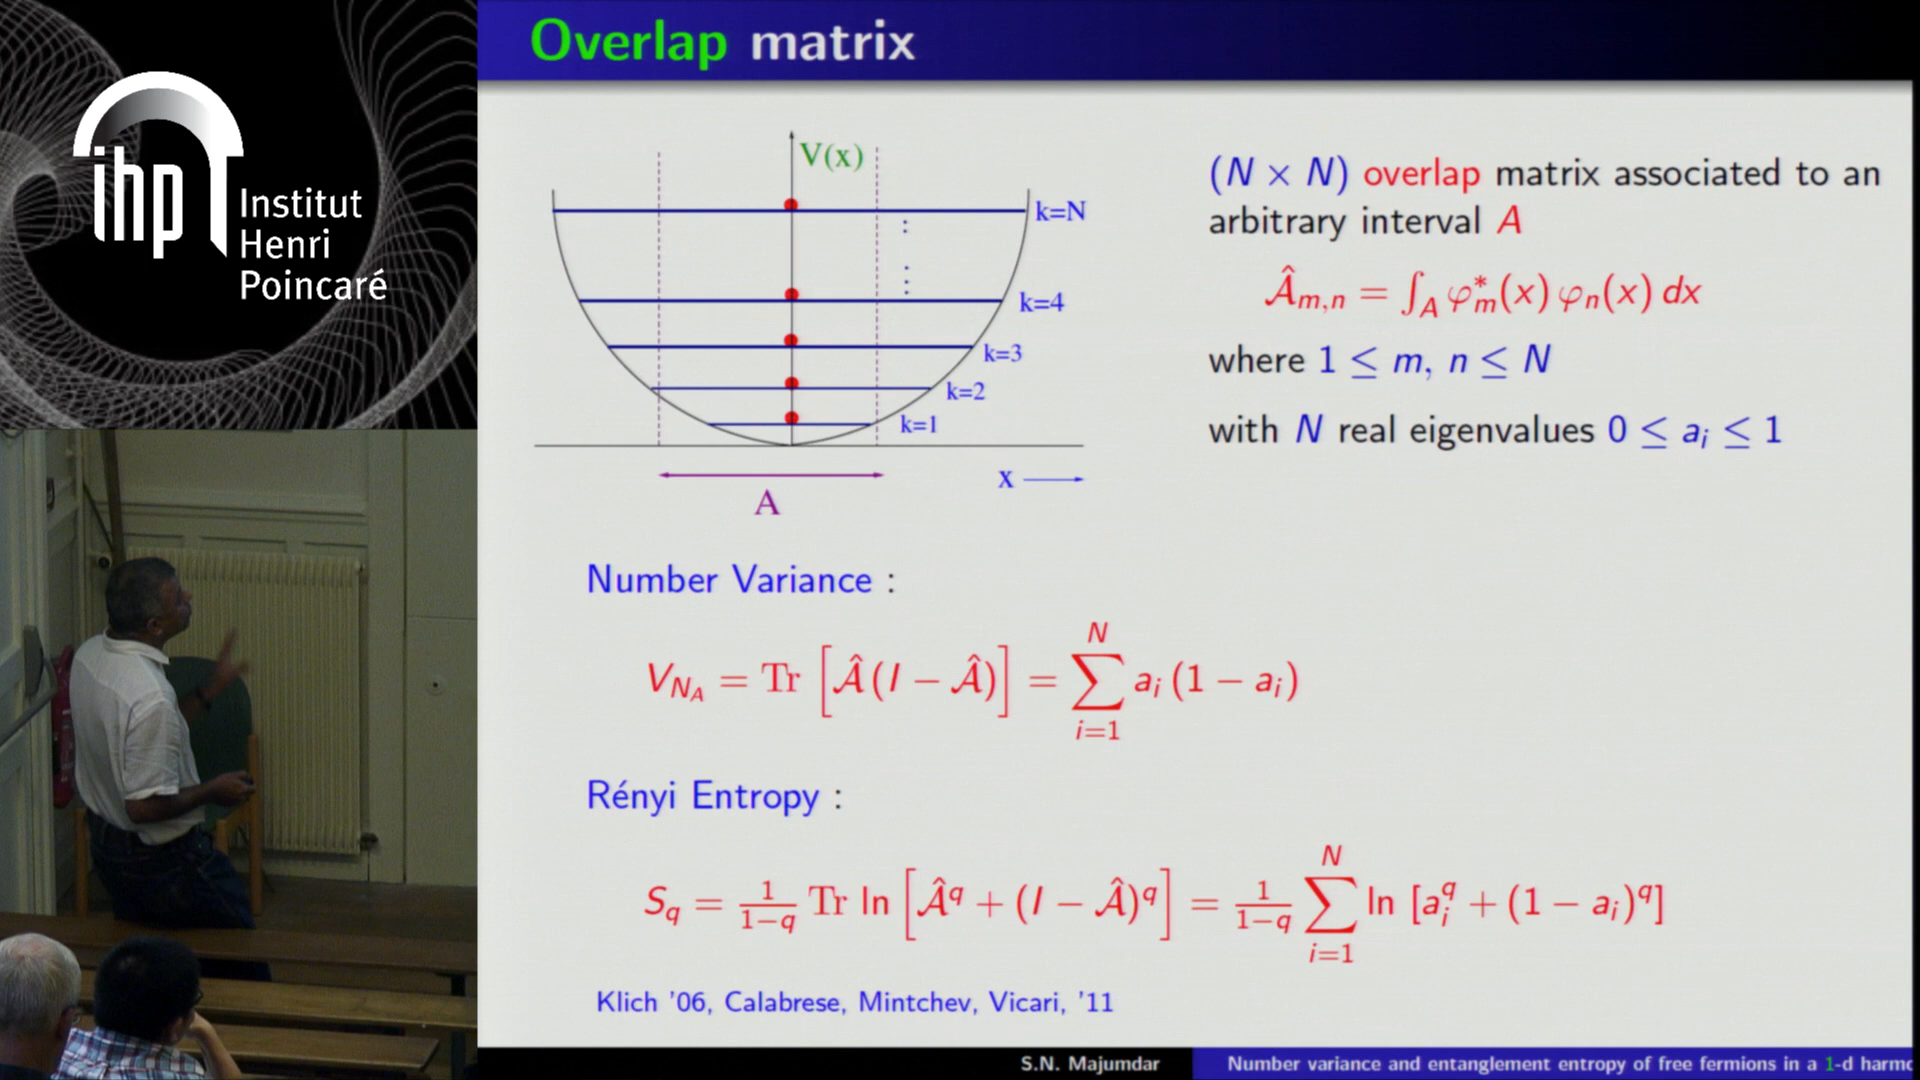 ihp
Institut
Henri
Poincaré
Overlap matrix
V(x)
k=N
:
⋮
k=4
k=3
k=2
k=1
x
A
(N × N) overlap matrix associated to an
arbitrary interval A
Â_{m,n} = ∫_A φ*_m(x) φ_n(x) dx
where 1 ≤ m, n ≤ N
with N real eigenvalues 0 ≤ a_i ≤ 1
Number Variance :
V_{N_A} = Tr [Â(I − Â)] = ∑_{i=1}^{N} a_i (1 − a_i)
Rényi Entropy :
S_q = 1/(1−q) Tr ln [Â^q + (I − Â)^q] = 1/(1−q) ∑_{i=1}^{N} ln [a_i^q + (1 − a_i)^q]
Klich '06, Calabrese, Mintchev, Vicari, '11
S.N. Majumdar
Number variance and entanglement entropy of free fermions in a 1-d harmo